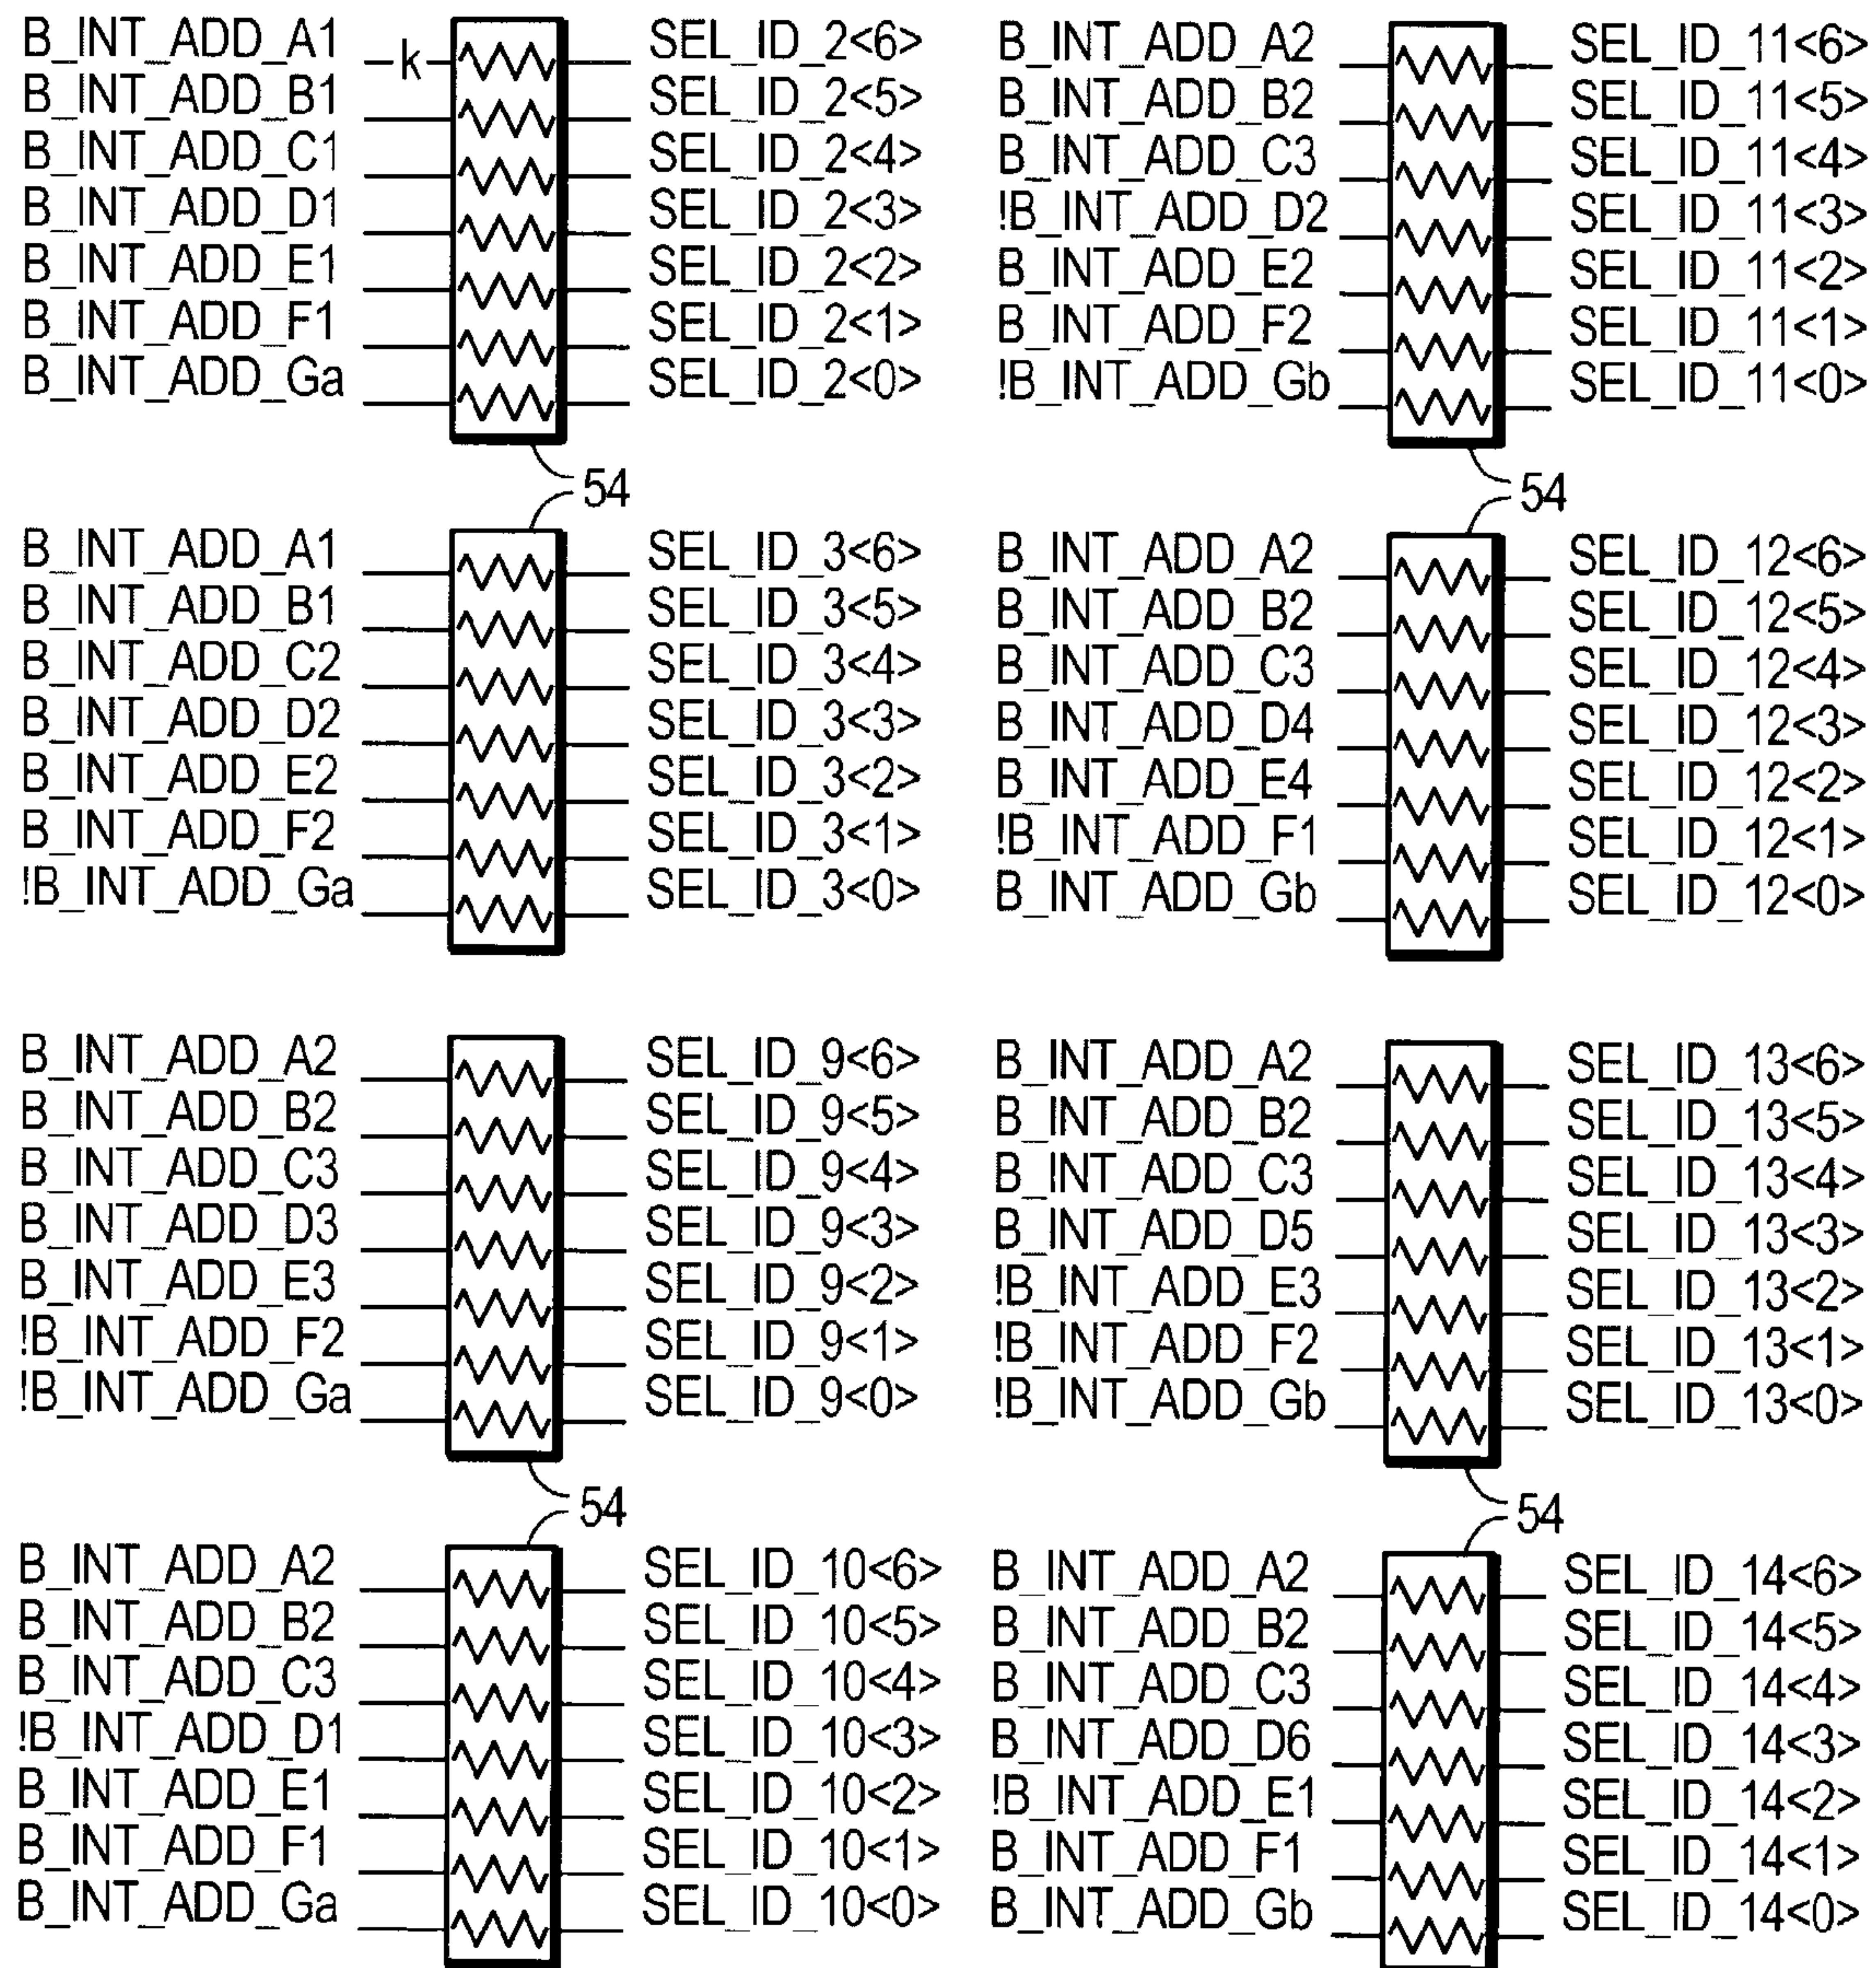 B_INT_ADD_A1 k SEL_ID_2<6>
B_INT_ADD_B1 SEL_ID_2<5>
B_INT_ADD_C1 SEL_ID_2<4>
B_INT_ADD_D1 SEL_ID_2<3>
B_INT_ADD_E1 SEL_ID_2<2>
B_INT_ADD_F1 SEL_ID_2<1>
B_INT_ADD_Ga SEL_ID_2<0>
54
B_INT_ADD_A1 SEL_ID_3<6>
B_INT_ADD_B1 SEL_ID_3<5>
B_INT_ADD_C2 SEL_ID_3<4>
B_INT_ADD_D2 SEL_ID_3<3>
B_INT_ADD_E2 SEL_ID_3<2>
B_INT_ADD_F2 SEL_ID_3<1>
!B_INT_ADD_Ga SEL_ID_3<0>
B_INT_ADD_A2 SEL_ID_9<6>
B_INT_ADD_B2 SEL_ID_9<5>
B_INT_ADD_C3 SEL_ID_9<4>
B_INT_ADD_D3 SEL_ID_9<3>
B_INT_ADD_E3 SEL_ID_9<2>
!B_INT_ADD_F2 SEL_ID_9<1>
!B_INT_ADD_Ga SEL_ID_9<0>
54
B_INT_ADD_A2 SEL_ID_10<6>
B_INT_ADD_B2 SEL_ID_10<5>
B_INT_ADD_C3 SEL_ID_10<4>
!B_INT_ADD_D1 SEL_ID_10<3>
B_INT_ADD_E1 SEL_ID_10<2>
B_INT_ADD_F1 SEL_ID_10<1>
B_INT_ADD_Ga SEL_ID_10<0>
B_INT_ADD_A2 SEL_ID_11<6>
B_INT_ADD_B2 SEL_ID_11<5>
B_INT_ADD_C3 SEL_ID_11<4>
!B_INT_ADD_D2 SEL_ID_11<3>
B_INT_ADD_E2 SEL_ID_11<2>
B_INT_ADD_F2 SEL_ID_11<1>
!B_INT_ADD_Gb SEL_ID_11<0>
54
B_INT_ADD_A2 SEL_ID_12<6>
B_INT_ADD_B2 SEL_ID_12<5>
B_INT_ADD_C3 SEL_ID_12<4>
B_INT_ADD_D4 SEL_ID_12<3>
B_INT_ADD_E4 SEL_ID_12<2>
!B_INT_ADD_F1 SEL_ID_12<1>
B_INT_ADD_Gb SEL_ID_12<0>
B_INT_ADD_A2 SEL_ID_13<6>
B_INT_ADD_B2 SEL_ID_13<5>
B_INT_ADD_C3 SEL_ID_13<4>
B_INT_ADD_D5 SEL_ID_13<3>
!B_INT_ADD_E3 SEL_ID_13<2>
!B_INT_ADD_F2 SEL_ID_13<1>
!B_INT_ADD_Gb SEL_ID_13<0>
54
B_INT_ADD_A2 SEL_ID_14<6>
B_INT_ADD_B2 SEL_ID_14<5>
B_INT_ADD_C3 SEL_ID_14<4>
B_INT_ADD_D6 SEL_ID_14<3>
!B_INT_ADD_E1 SEL_ID_14<2>
B_INT_ADD_F1 SEL_ID_14<1>
B_INT_ADD_Gb SEL_ID_14<0>